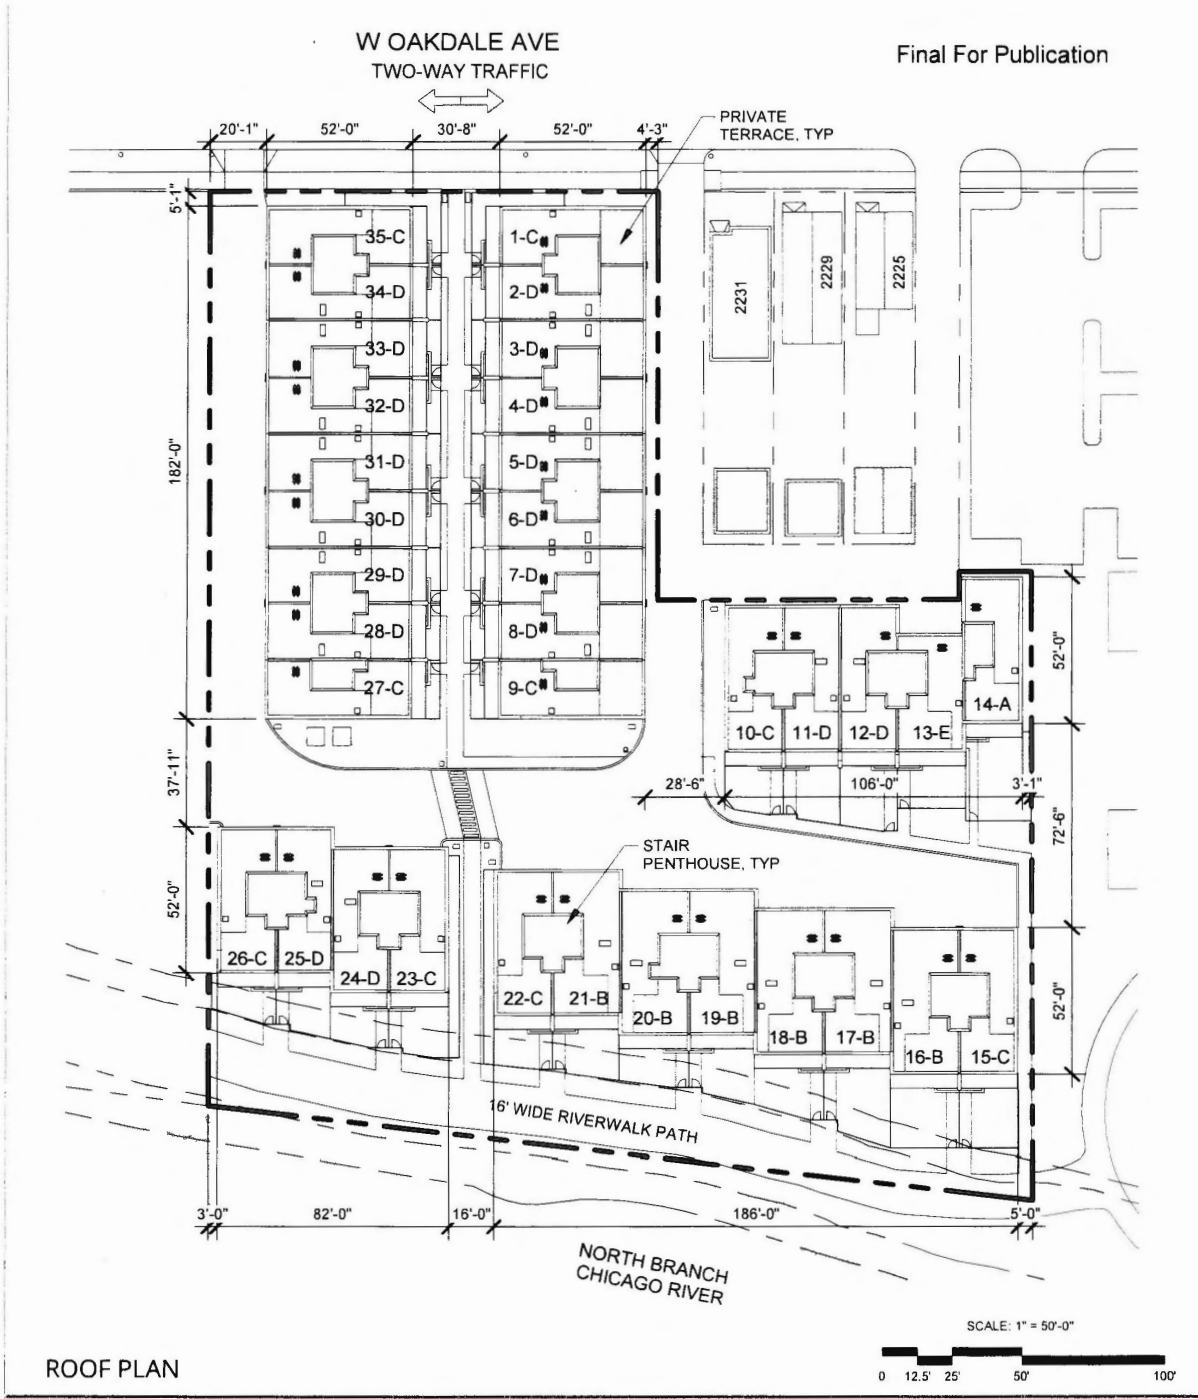 W OAKDALE AVE
TWO-WAY TRAFFIC
Final For Publication
20'-1"
52'-0"
30'-8"
52'-0"
4'-3"
PRIVATE
TERRACE, TYP
5'-1"
182'-0"
37'-11"
52'-0"
35-C
34-D
33-D
32-D
31-D
30-D
29-D
28-D
27-C
1-C
2-D
3-D
4-D
5-D
6-D
7-D
8-D
9-C
2231
2229
2225
10-C
11-D
12-D
13-E
14-A
52'-0"
28'-6"
106'-0"
3'-1"
72'-6"
52'-0"
STAIR
PENTHOUSE, TYP
26-C
25-D
24-D
23-C
22-C
21-B
20-B
19-B
18-B
17-B
16-B
15-C
16' WIDE RIVERWALK PATH
3'-0"
82'-0"
16'-0"
186'-0"
5'-0"
NORTH BRANCH
CHICAGO RIVER
SCALE: 1" = 50'-0"
0 12.5' 25' 50' 100'
ROOF PLAN